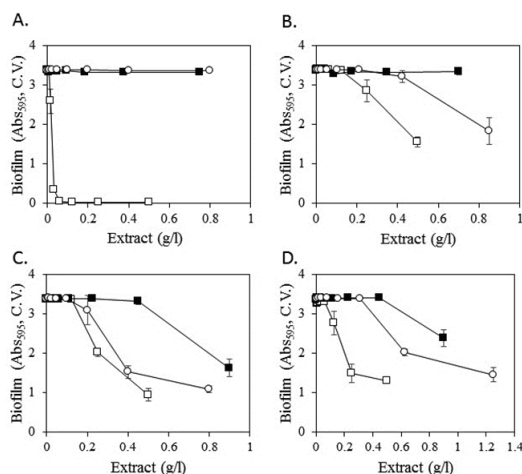 A.
B.
4
3
2
1
0
Biofilm (Abs595, C.V.)
0 0.2 0.4 0.6 0.8 1
Extract (g/l)
4
3
2
1
0
Biofilm (Abs595, C.V.)
0 0.2 0.4 0.6 0.8 1
Extract (g/l)
C.
D.
4
3
2
1
0
Biofilm (Abs595, C.V.)
0 0.2 0.4 0.6 0.8 1
Extract (g/l)
4
3
2
1
0
Biofilm (Abs595, C.V.)
0 0.2 0.4 0.6 0.8 1 1.2 1.4
Extract (g/l)